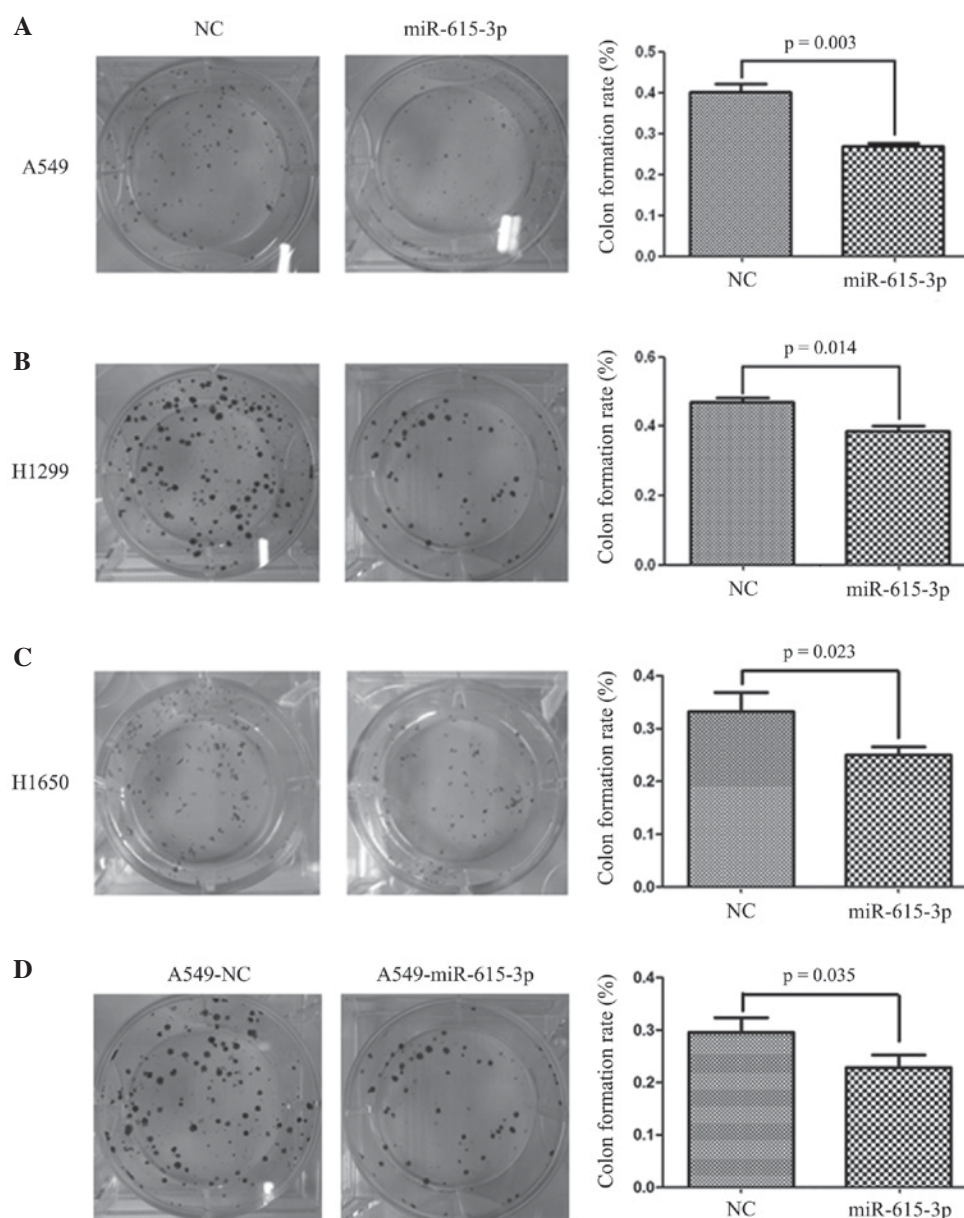 A
NC
miR-615-3p
A549
p = 0.003
Colon formation rate (%)
0.5
0.4
0.3
0.2
0.1
0.0
NC
miR-615-3p
B
H1299
p = 0.014
Colon formation rate (%)
0.6
0.4
0.2
0.0
NC
miR-615-3p
C
H1650
p = 0.023
Colon formation rate (%)
0.4
0.3
0.2
0.1
0.0
NC
miR-615-3p
D
A549-NC
A549-miR-615-3p
p = 0.035
Colon formation rate (%)
0.4
0.3
0.2
0.1
0.0
NC
miR-615-3p